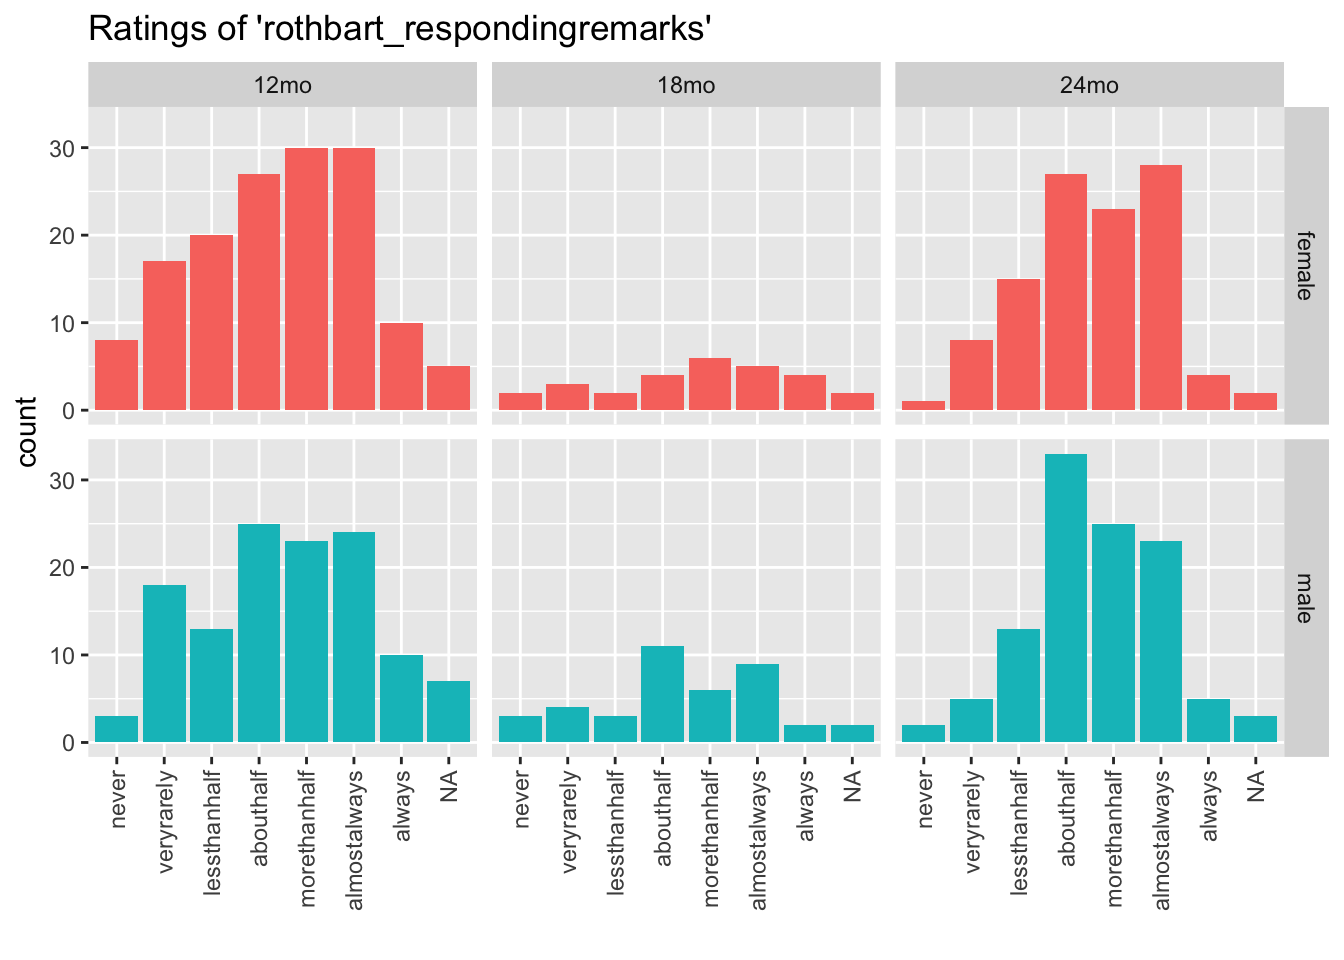 Ratings of 'rothbart_respondingremarks'
12mo
18mo
24mo
count
30
20
10
0
female
30
20
10
0
male
never
veryrarely
lessthanhalf
abouthalf
morethanhalf
almostalways
always
NA
never
veryrarely
lessthanhalf
abouthalf
morethanhalf
almostalways
always
NA
never
veryrarely
lessthanhalf
abouthalf
morethanhalf
almostalways
always
NA